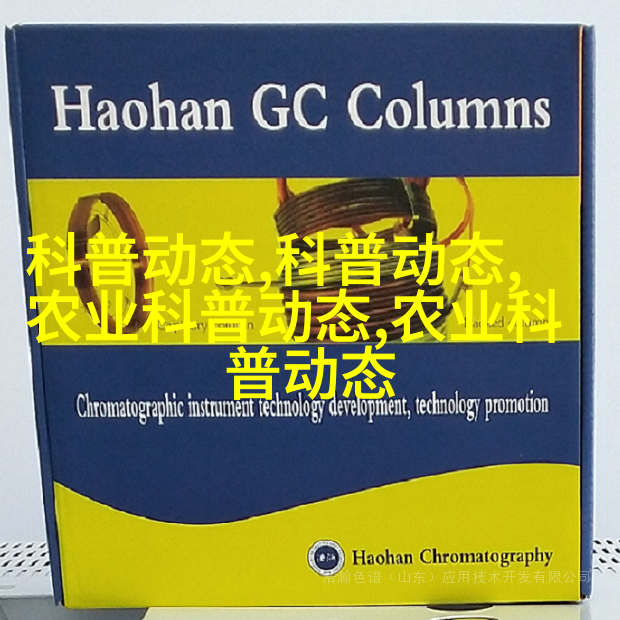 Haohan GC Columns
科普动态,科普动态,
农业科普动态,农业科
普动态
Chromatographic instrument technology development, technology promotion
Haohan Chromatography
浩瀚色谱（山东）应用技术开发有限公司